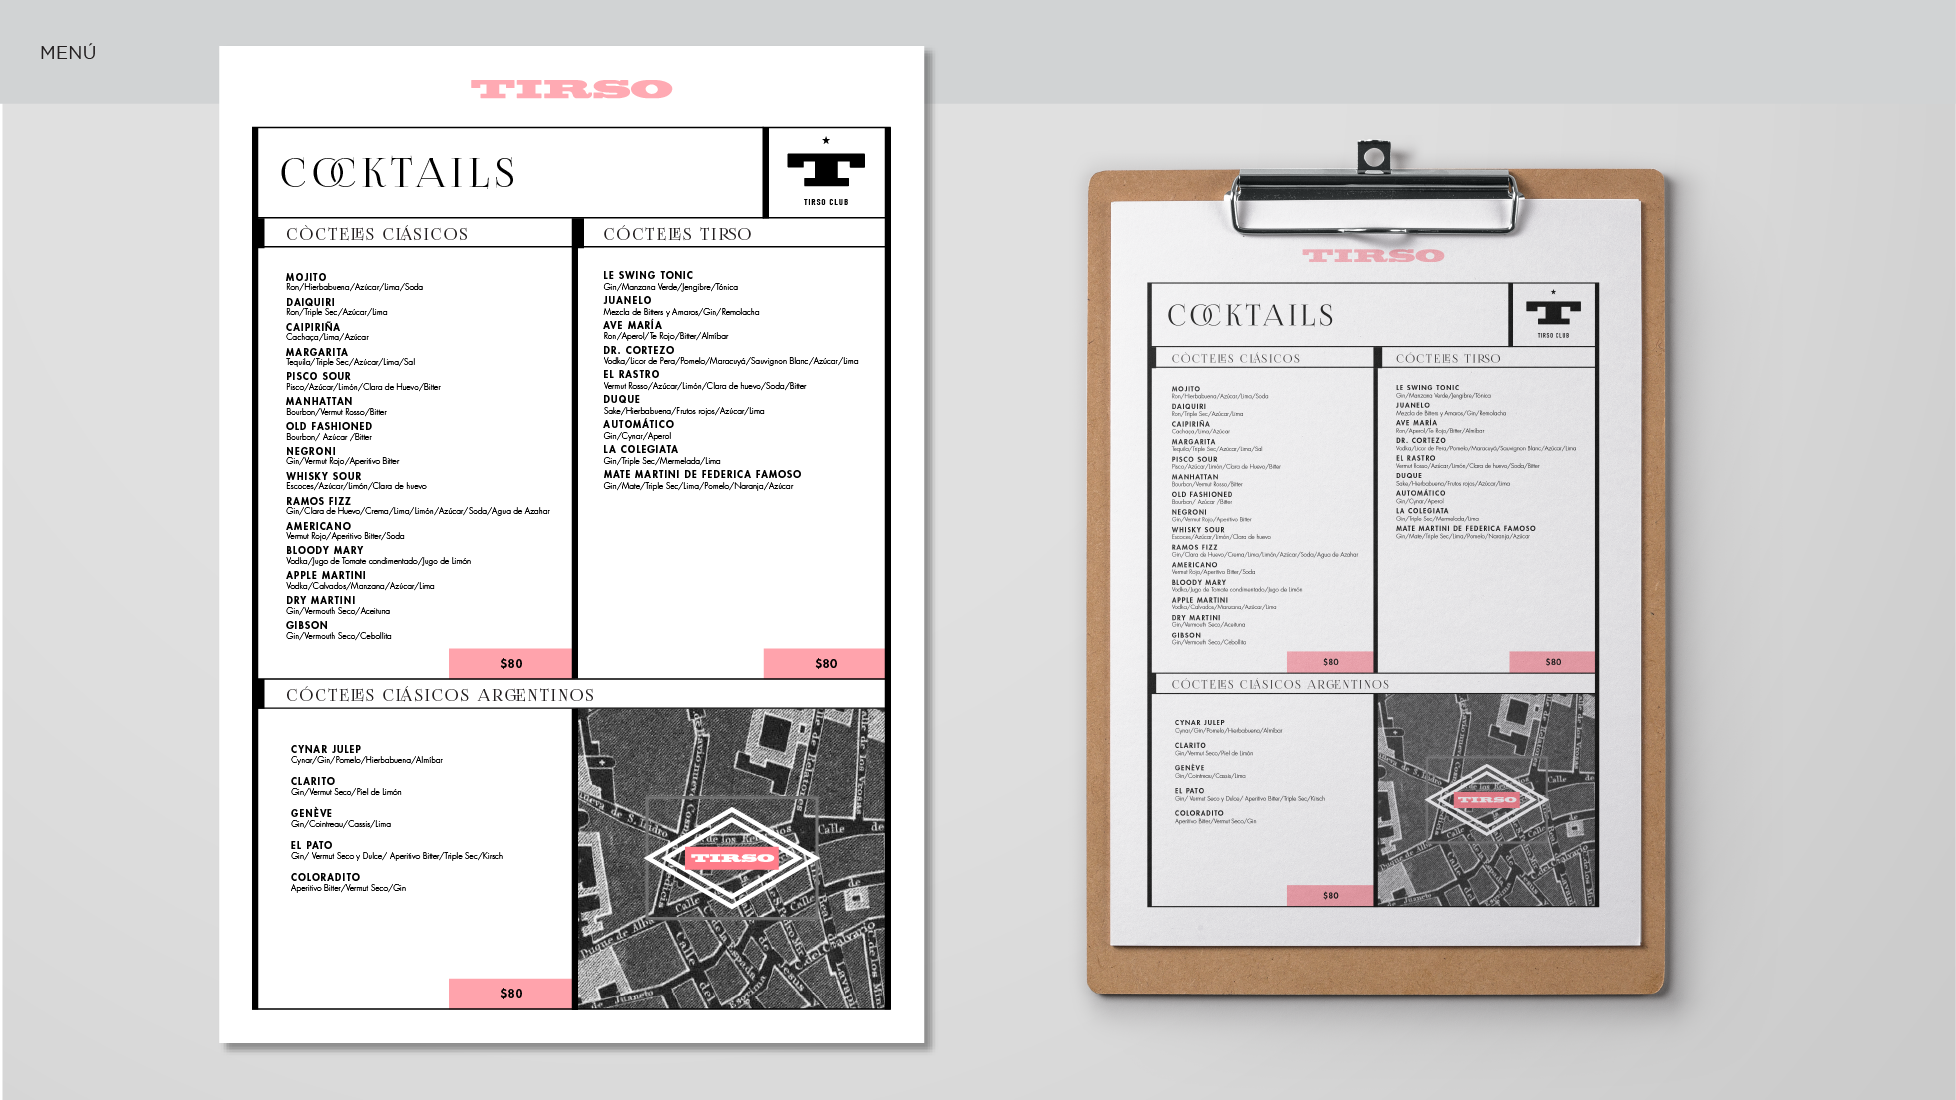 MENÚ
TIRSO
COCKTAILS
★
T
TIRSO CLUB
CÒCTELES CLÁSICOS
MOJITO
Ron/Hierbabuena/Azúcar/Lima/Soda
DAIQUIRI
Ron/Triple Sec/Azúcar/Lima
CAIPIRIÑA
Cachaça/Lima/Azúcar
MARGARITA
Tequila/Triple Sec/Azúcar/Lima/Sal
PISCO SOUR
Pisco/Azúcar/Limón/Clara de Huevo/Bitter
MANHATTAN
Bourbon/Vermut Rosso/Bitter
OLD FASHIONED
Bourbon/ Azúcar /Bitter
NEGRONI
Gin/Vermut Rojo/Aperitivo Bitter
WHISKY SOUR
Escoces/Azúcar/Limón/Clara de huevo
RAMOS FIZZ
Gin/Clara de Huevo/Crema/Lima/Limón/Azúcar/Soda/Agua de Azahar
AMERICANO
Vermut Rojo/Aperitivo Bitter/Soda
BLOODY MARY
Vodka/Jugo de Tomate condimentado/Jugo de Limón
APPLE MARTINI
Vodka/Calvados/Manzana/Azúcar/Lima
DRY MARTINI
Gin/Vermouth Seco/Aceituna
GIBSON
Gin/Vermouth Seco/Cebollita
$80
CÓCTELES TIRSO
LE SWING TONIC
Gin/Manzana Verde/Jengibre/Tónica
JUANELO
Mezcla de Bitters y Amaros/Gin/Remolacha
AVE MARÍA
Ron/Aperol/Te Rojo/Bitter/Almíbar
DR. CORTEZO
Vodka/Licor de Pera/Pomelo/Maracuyá/Sauvignon Blanc/Azúcar/Lima
EL RASTRO
Vermut Rosso/Azúcar/Limón/Clara de huevo/Soda/Bitter
DUQUE
Sake/Hierbabuena/Frutos rojos/Azúcar/Lima
AUTOMÁTICO
Gin/Cynar/Aperol
LA COLEGIATA
Gin/Triple Sec/Mermelada/Lima
MATE MARTINI DE FEDERICA FAMOSO
Gin/Mate/Triple Sec/Lima/Pomelo/Naranja/Azúcar
$80
CÓCTELES CLÁSICOS ARGENTINOS
CYNAR JULEP
Cynar/Gin/Pomelo/Hierbabuena/Almíbar
CLARITO
Gin/Vermut Seco/Piel de Limón
GENÈVE
Gin/Cointreau/Cassis/Lima
EL PATO
Gin/ Vermut Seco y Dulce/ Aperitivo Bitter/Triple Sec/Kirsch
COLORADITO
Aperitivo Bitter/Vermut Seco/Gin
$80
Calle
Duque de Alba
TIRSO
TIRSO
COCKTAILS
★
T
TIRSO CLUB
CÓCTELES CLÁSICOS
MOJITO
Ron/Hierbabuena/Azúcar/Lima/Soda
DAIQUIRI
Ron/Triple Sec/Azúcar/Lima
CAIPIRIÑA
Cachaça/Lima/Azúcar
MARGARITA
Tequila/Triple Sec/Azúcar/Lima/Sal
PISCO SOUR
Pisco/Azúcar/Limón/Clara de Huevo/Bitter
MANHATTAN
Bourbon/Vermut Rosso/Bitter
OLD FASHIONED
Bourbon/ Azúcar /Bitter
NEGRONI
Gin/Vermut Rojo/Aperitivo Bitter
WHISKY SOUR
Escoces/Azúcar/Limón/Clara de huevo
RAMOS FIZZ
Gin/Clara de Huevo/Crema/Lima/Limón/Azúcar/Soda/Agua de Azahar
AMERICANO
Vermut Rojo/Aperitivo Bitter/Soda
BLOODY MARY
Vodka/Jugo de Tomate condimentado/Jugo de Limón
APPLE MARTINI
Vodka/Calvados/Manzana/Azúcar/Lima
DRY MARTINI
Gin/Vermouth Seco/Aceituna
GIBSON
Gin/Vermouth Seco/Cebollita
$80
CÓCTELES TIRSO
LE SWING TONIC
Gin/Manzana Verde/Jengibre/Tónica
JUANELO
Mezcla de Bitters y Amaros/Gin/Remolacha
AVE MARÍA
Ron/Aperol/Te Rojo/Bitter/Almíbar
DR. CORTEZO
Vodka/Licor de Pera/Pomelo/Maracuyá/Sauvignon Blanc/Azúcar/Lima
EL RASTRO
Vermut Rosso/Azúcar/Limón/Clara de huevo/Soda/Bitter
DUQUE
Sake/Hierbabuena/Frutos rojos/Azúcar/Lima
AUTOMÁTICO
Gin/Cynar/Aperol
LA COLEGIATA
Gin/Triple Sec/Mermelada/Lima
MATE MARTINI DE FEDERICA FAMOSO
Gin/Mate/Triple Sec/Lima/Pomelo/Naranja/Azúcar
$80
CÓCTELES CLÁSICOS ARGENTINOS
CYNAR JULEP
Cynar/Gin/Pomelo/Hierbabuena/Almíbar
CLARITO
Gin/Vermut Seco/Piel de Limón
GENÈVE
Gin/Cointreau/Cassis/Lima
EL PATO
Gin/ Vermut Seco y Dulce/ Aperitivo Bitter/Triple Sec/Kirsch
COLORADITO
Aperitivo Bitter/Vermut Seco/Gin
$80
Calle
TIRSO